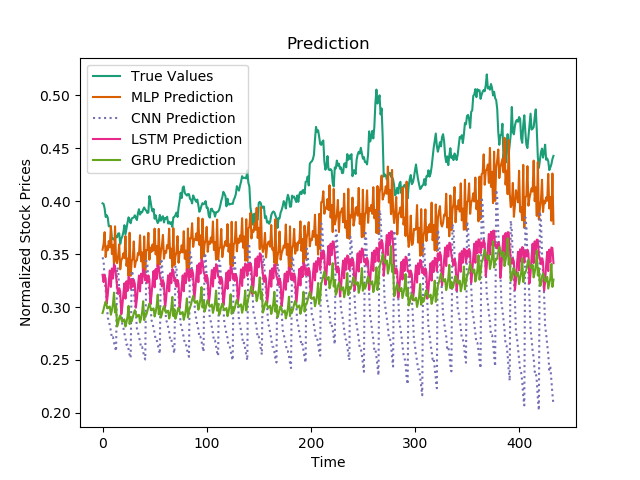 Prediction
True Values
MLP Prediction
CNN Prediction
LSTM Prediction
GRU Prediction
Normalized Stock Prices
0.50
0.45
0.40
0.35
0.30
0.25
0.20
0 100 200 300 400
Time